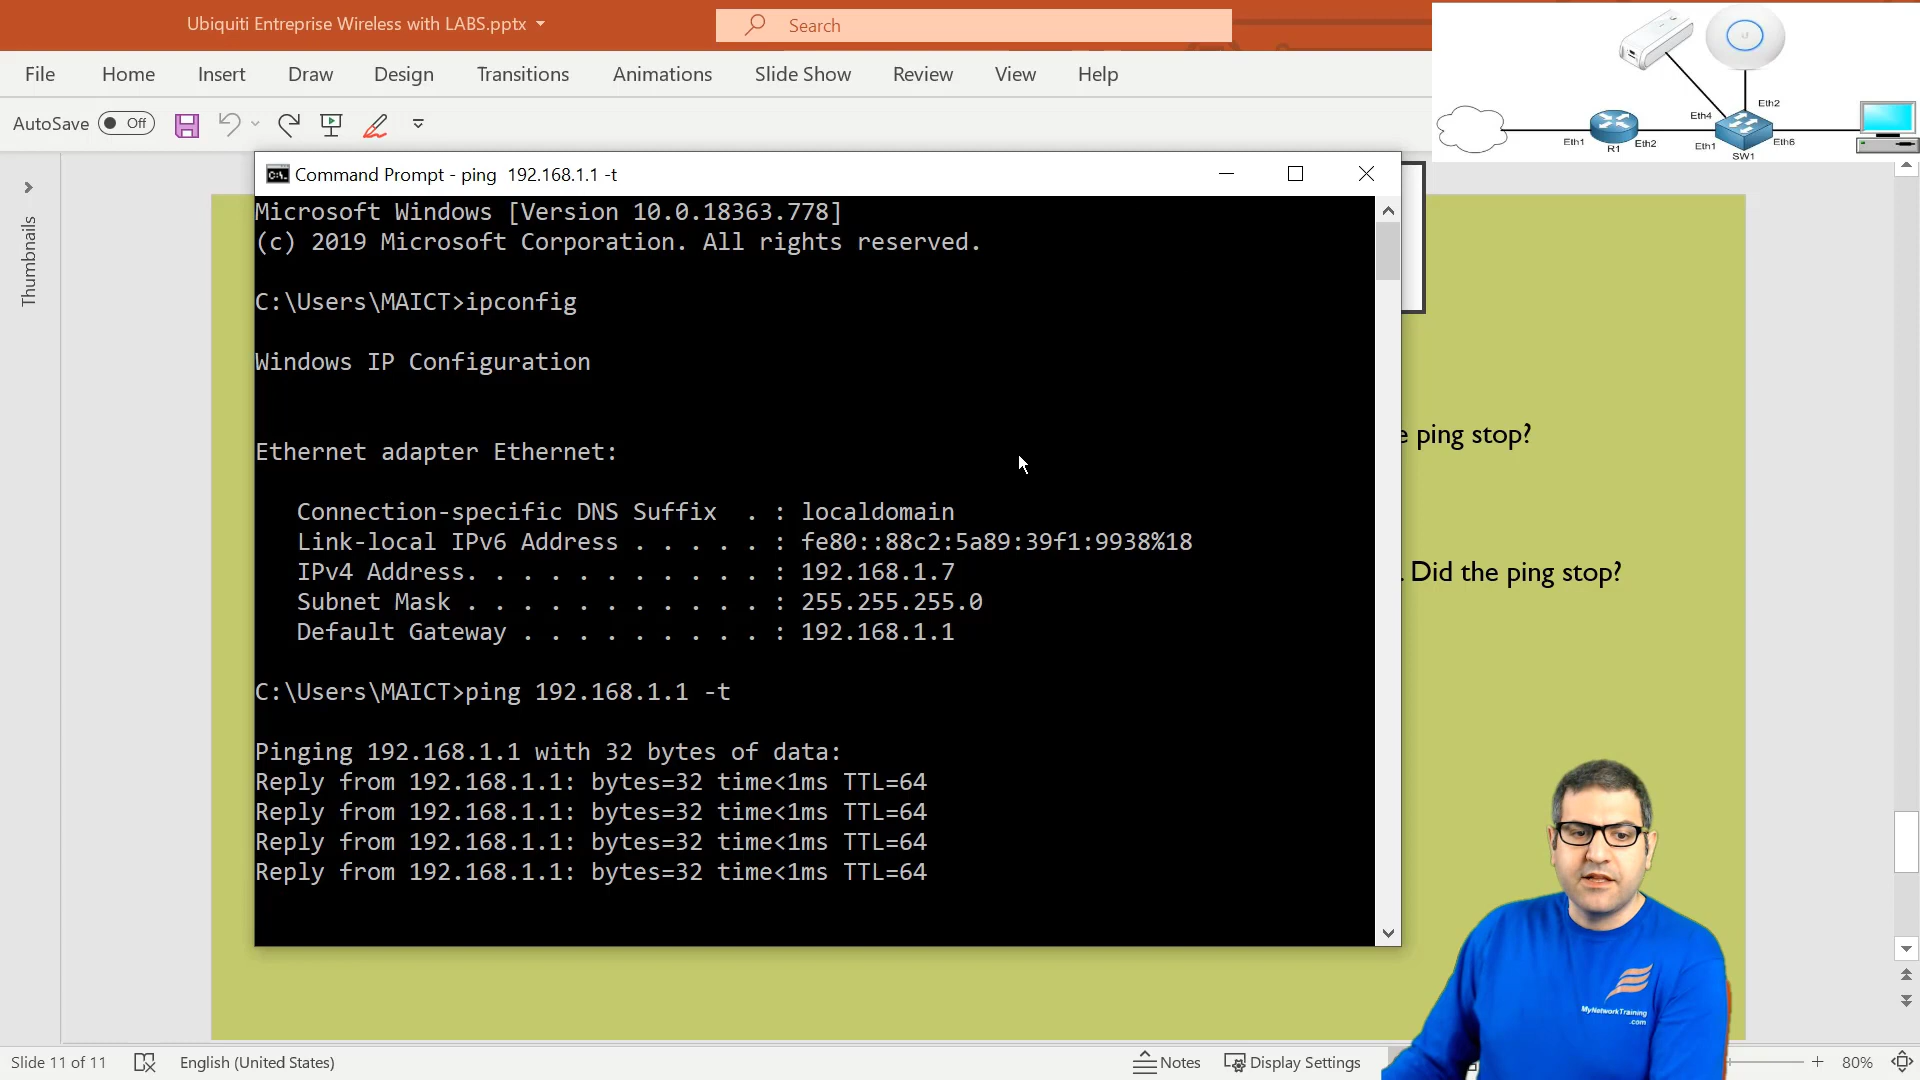 Ubiquiti Entreprise Wireless with LABS.pptx
Search
File Home Insert Draw Design Transitions Animations Slide Show Review View Help
AutoSave Off
Thumbnails
Command Prompt - ping 192.168.1.1 -t
Microsoft Windows [Version 10.0.18363.778]
(c) 2019 Microsoft Corporation. All rights reserved.
C:\Users\MAICT>ipconfig
Windows IP Configuration
Ethernet adapter Ethernet:
Connection-specific DNS Suffix . : localdomain
Link-local IPv6 Address . . . . . : fe80::88c2:5a89:39f1:9938%18
IPv4 Address. . . . . . . . . . . : 192.168.1.7
Subnet Mask . . . . . . . . . . . : 255.255.255.0
Default Gateway . . . . . . . . . : 192.168.1.1
C:\Users\MAICT>ping 192.168.1.1 -t
Pinging 192.168.1.1 with 32 bytes of data:
Reply from 192.168.1.1: bytes=32 time<1ms TTL=64
Reply from 192.168.1.1: bytes=32 time<1ms TTL=64
Reply from 192.168.1.1: bytes=32 time<1ms TTL=64
Reply from 192.168.1.1: bytes=32 time<1ms TTL=64
e ping stop?
. Did the ping stop?
Eth2
Eth4
Eth1 R1 Eth2 Eth1 SW1 Eth6
MyNetworkTraining
.com
Slide 11 of 11 English (United States) Notes Display Settings 80%